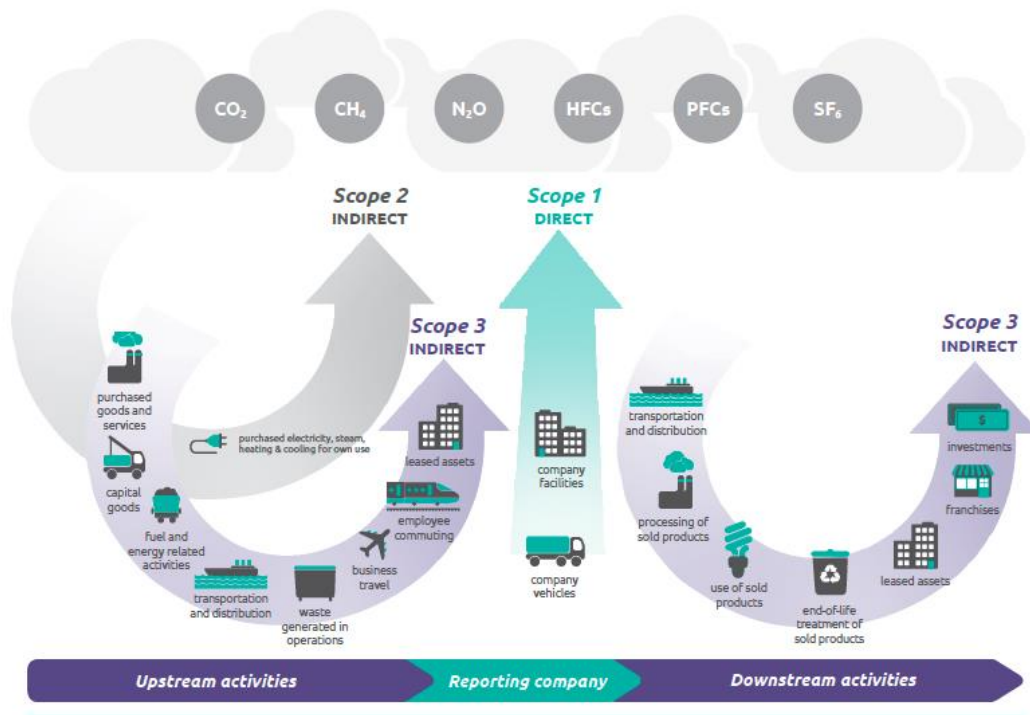 CO₂
CH₄
N₂O
HFCs
PFCs
SF₆
Scope 2
INDIRECT
Scope 1
DIRECT
Scope 3
INDIRECT
Scope 3
INDIRECT
purchased
goods and
services
capital
goods
fuel and
energy related
activities
purchased electricity, steam,
heating & cooling for own use
transportation
and distribution
waste
generated in
operations
business
travel
employee
commuting
leased assets
company
facilities
company
vehicles
transportation
and distribution
processing of
sold products
use of sold
products
end-of-life
treatment of
sold products
leased assets
franchises
$
investments
Upstream activities
Reporting company
Downstream activities